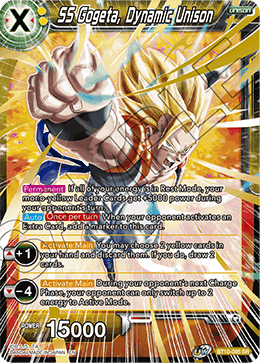 X
SS Gogeta, Dynamic Unison
UNISON
Permanent If all of your energy is in Rest Mode, your
mono-yellow Leader Cards get +5000 power during
your opponent's turn.
Auto Once per turn When your opponent activates an
Extra Card, add a marker to this card.
+1 Activate:Main You may choose 2 yellow cards in
your hand and discard them. If you do, draw 2
cards.
-4 Activate:Main During your opponent's next Charge
Phase, your opponent can only switch up to 2
energy to Active Mode.
POWER 15000
BT10-095 SR